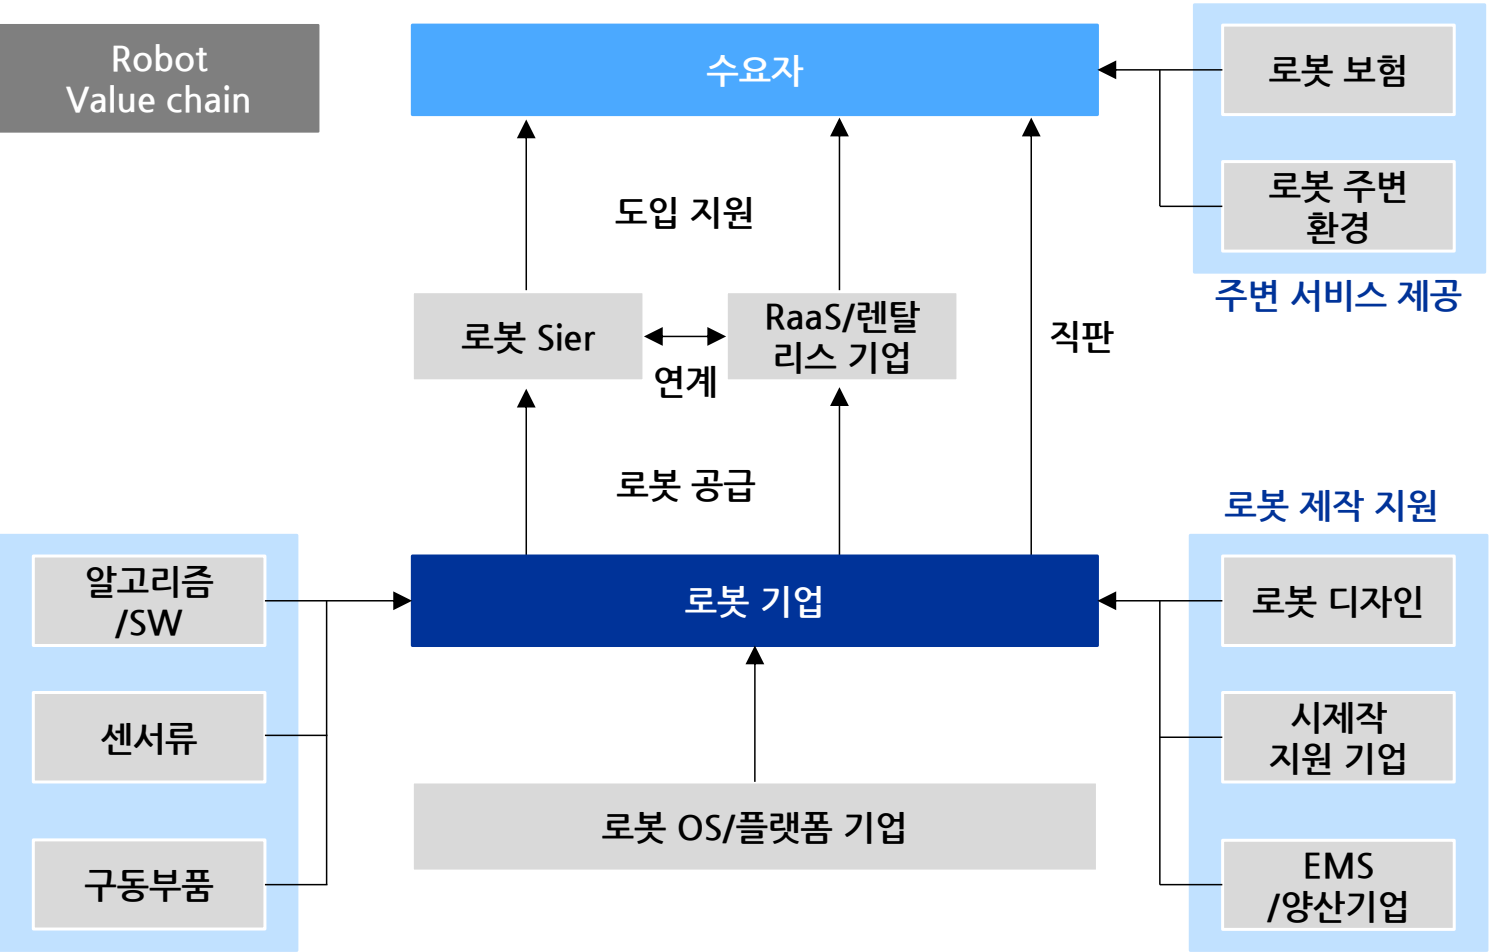 Robot
Value chain
수요자
로봇 보험
로봇 주변
환경
주변 서비스 제공
도입 지원
로봇 Sier
연계
RaaS/렌탈
리스 기업
직판
로봇 공급
로봇 제작 지원
알고리즘
/SW
센서류
구동부품
로봇 기업
로봇 OS/플랫폼 기업
로봇 디자인
시제작
지원 기업
EMS
/양산기업